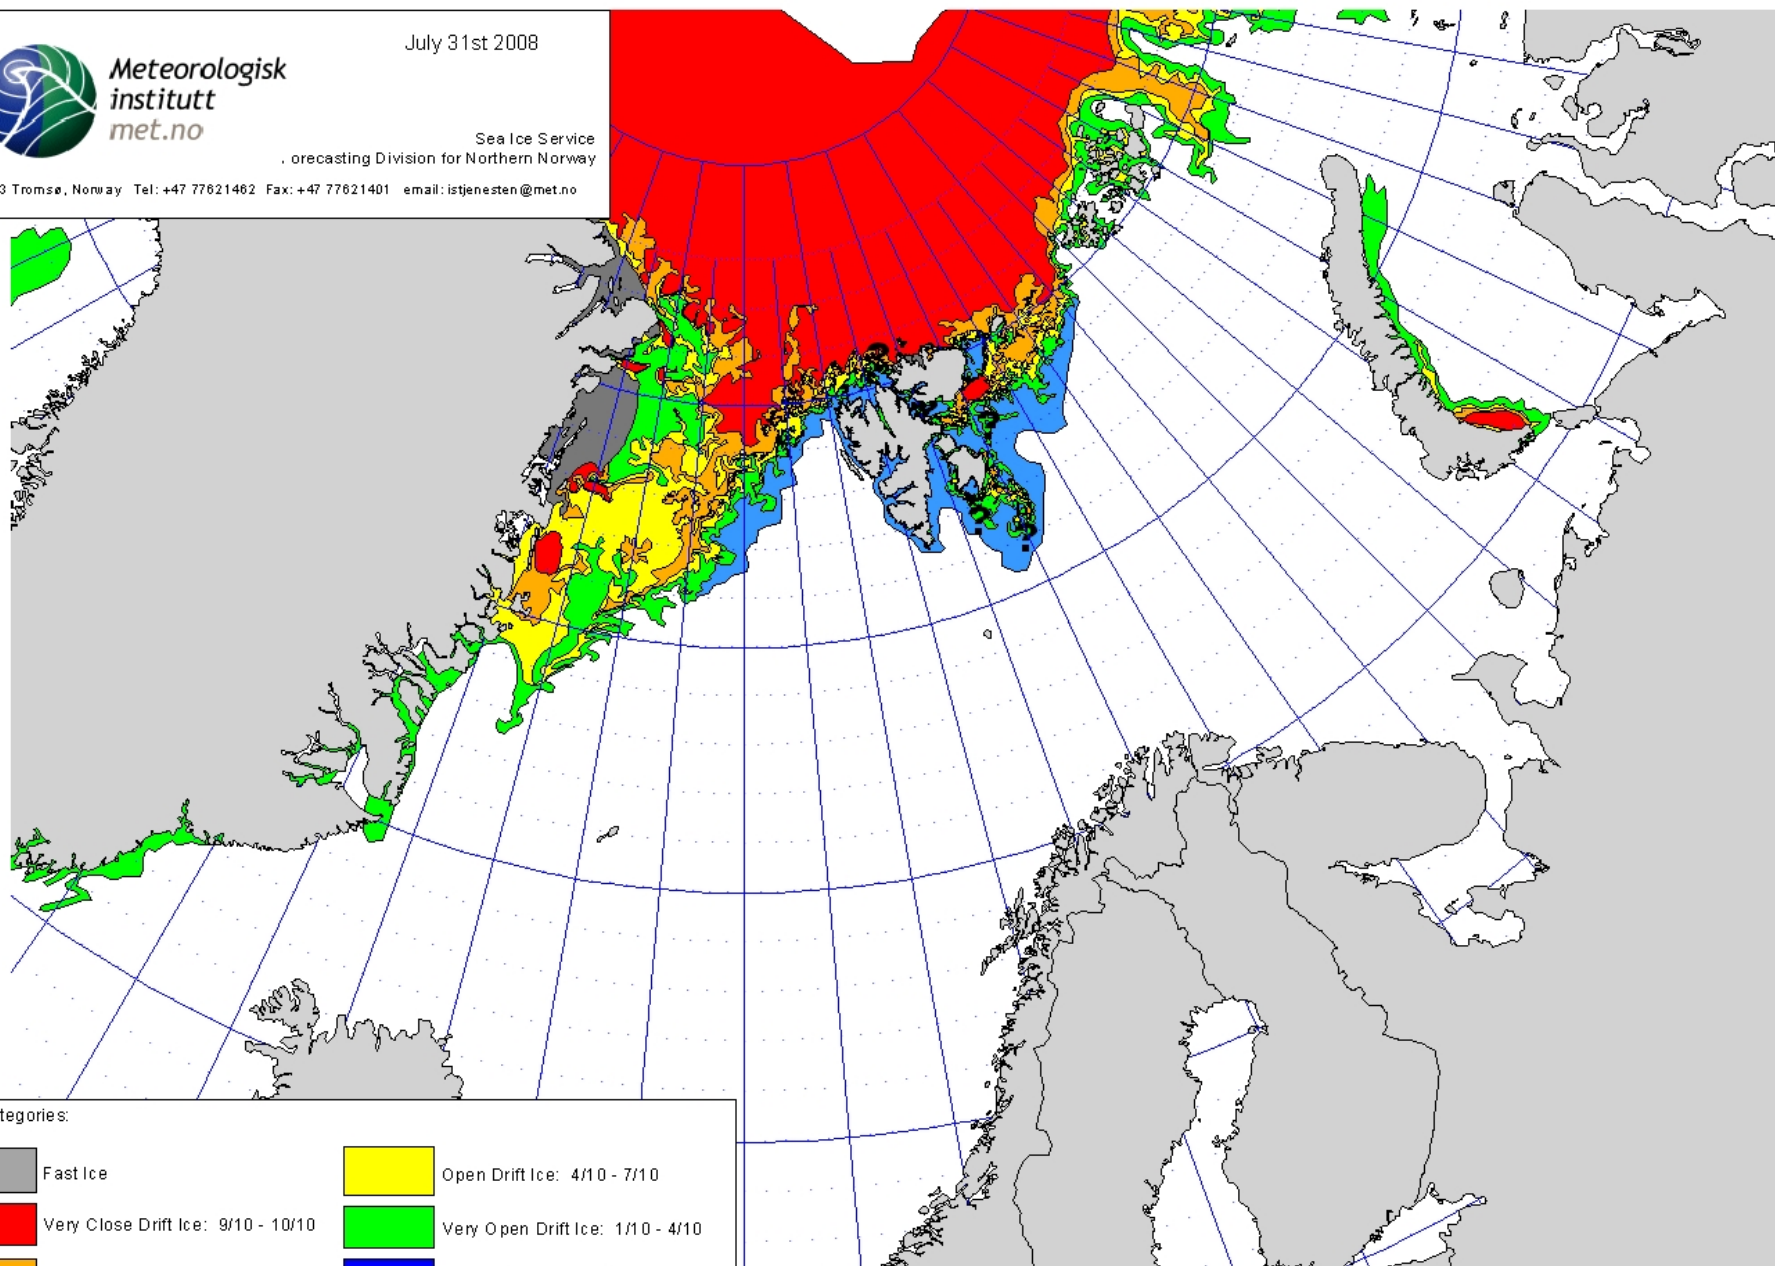 July 31st 2008
Meteorologisk
institutt
met.no
Sea Ice Service
. orecasting Division for Northern Norway
3 Tromsø, Norway Tel: +47 77621462 Fax: +47 77621401 email: istjenesten@met.no
tegories:
Fast Ice
Open Drift Ice: 4/10 - 7/10
Very Close Drift Ice: 9/10 - 10/10
Very Open Drift Ice: 1/10 - 4/10